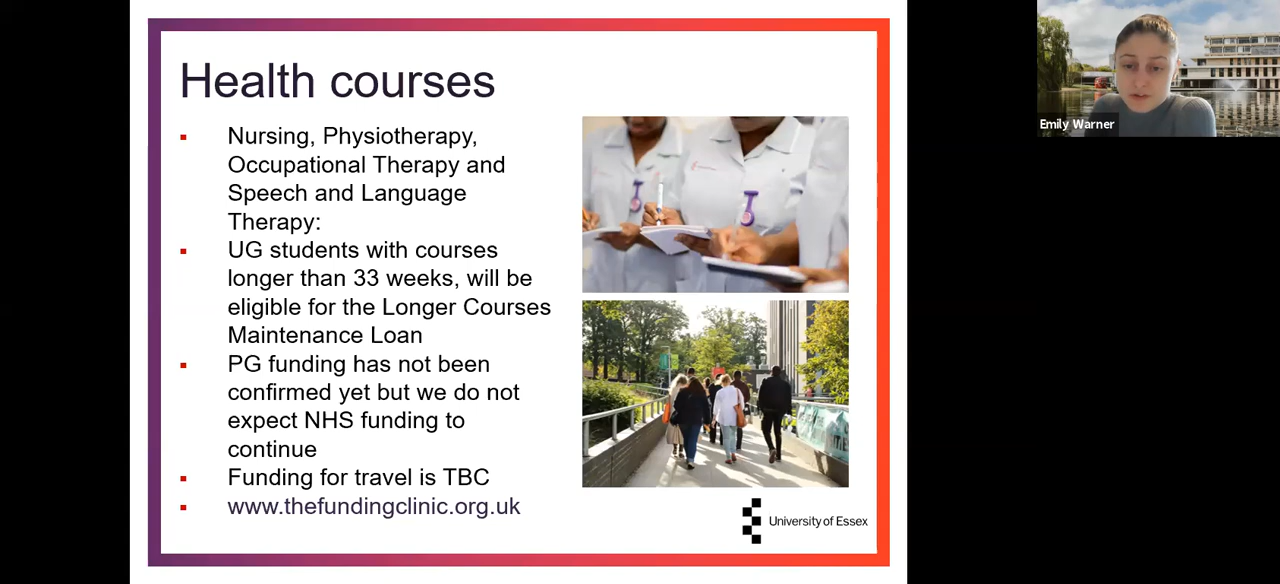 Health courses
Nursing, Physiotherapy,
Occupational Therapy and
Speech and Language
Therapy:
UG students with courses
longer than 33 weeks, will be
eligible for the Longer Courses
Maintenance Loan
PG funding has not been
confirmed yet but we do not
expect NHS funding to
continue
Funding for travel is TBC
www.thefundingclinic.org.uk
University of Essex
Emily Warner